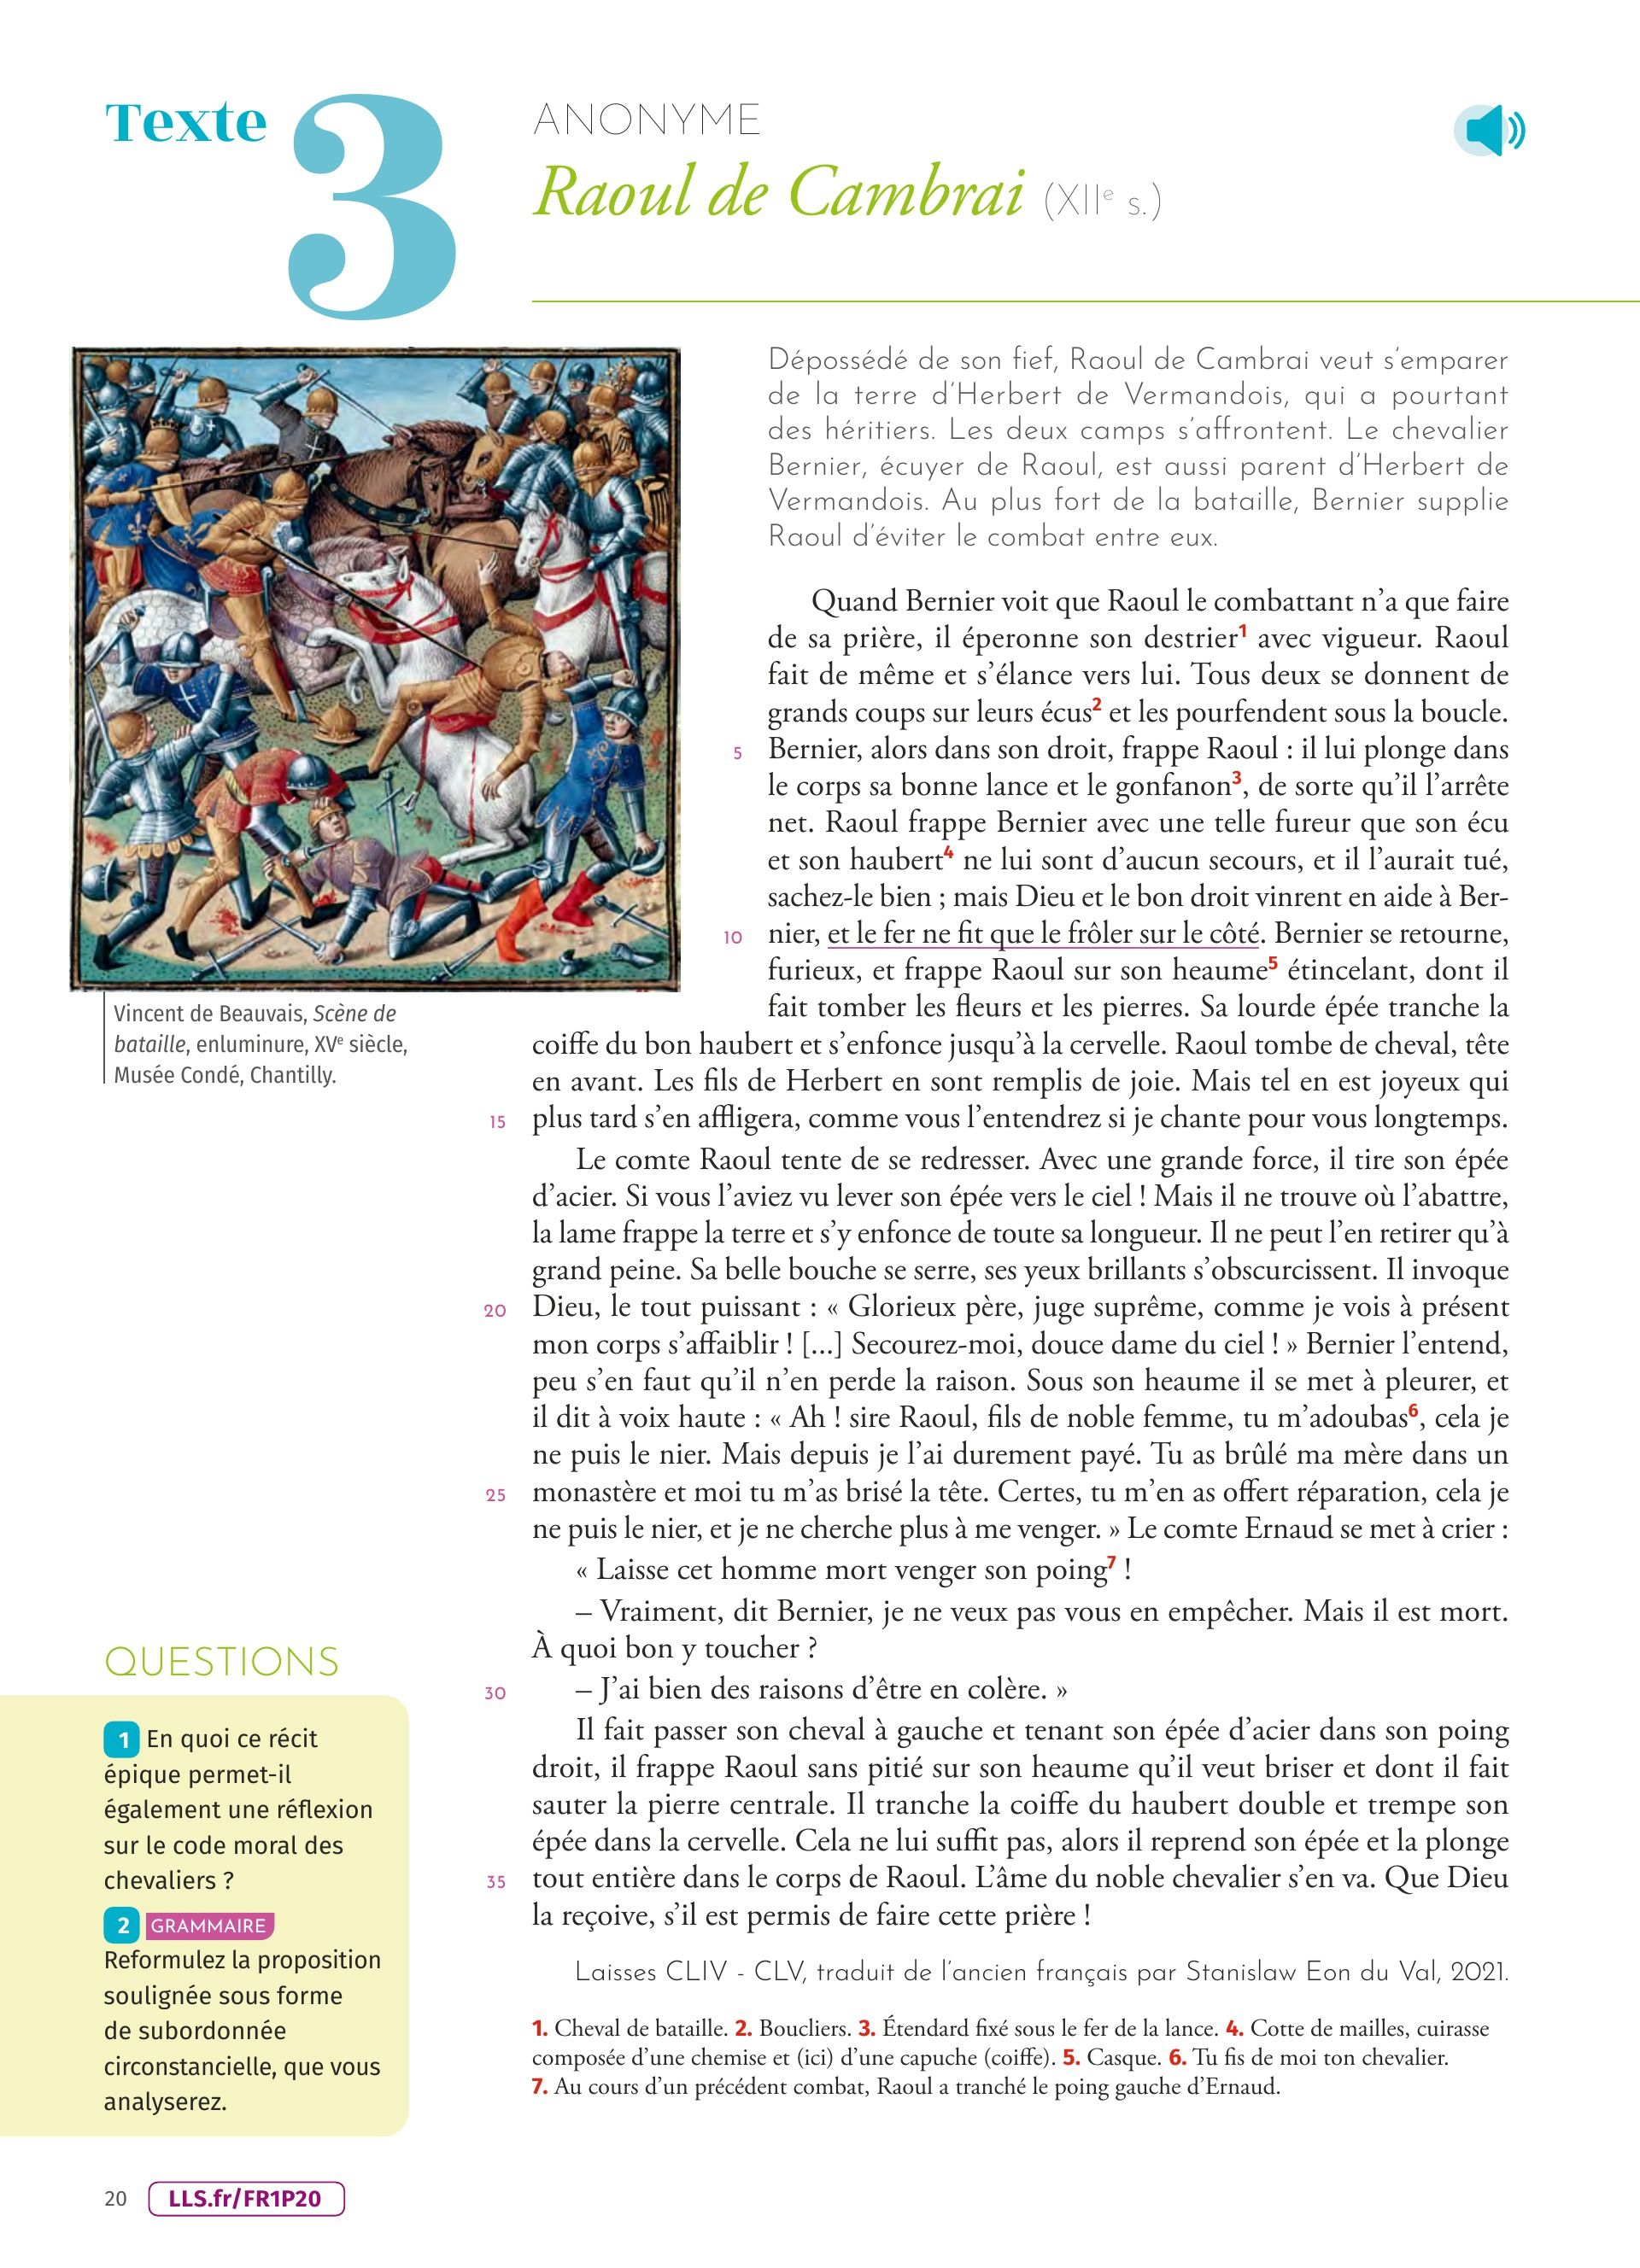 Texte 3
ANONYME
Raoul de Cambrai (XIIe s.)
Dépossédé de son fief, Raoul de Cambrai veut s'emparer
de la terre d'Herbert de Vermandois, qui a pourtant
des héritiers. Les deux camps s'affrontent. Le chevalier
Bernier, écuyer de Raoul, est aussi parent d'Herbert de
Vermandois. Au plus fort de la bataille, Bernier supplie
Raoul d'éviter le combat entre eux.
Quand Bernier voit que Raoul le combattant n'a que faire
de sa prière, il éperonne son destrier1 avec vigueur. Raoul
fait de même et s'élance vers lui. Tous deux se donnent de
grands coups sur leurs écus2 et les pourfendent sous la boucle.
5 Bernier, alors dans son droit, frappe Raoul : il lui plonge dans
le corps sa bonne lance et le gonfanon3, de sorte qu'il l'arrête
net. Raoul frappe Bernier avec une telle fureur que son écu
et son haubert4 ne lui sont d'aucun secours, et il l'aurait tué,
sachez-le bien ; mais Dieu et le bon droit vinrent en aide à Ber-
10 nier, et le fer ne fit que le frôler sur le côté. Bernier se retourne,
furieux, et frappe Raoul sur son heaume5 étincelant, dont il
fait tomber les fleurs et les pierres. Sa lourde épée tranche la
coiffe du bon haubert et s'enfonce jusqu'à la cervelle. Raoul tombe de cheval, tête
en avant. Les fils de Herbert en sont remplis de joie. Mais tel en est joyeux qui
15 plus tard s'en affligera, comme vous l'entendrez si je chante pour vous longtemps.
Le comte Raoul tente de se redresser. Avec une grande force, il tire son épée
d'acier. Si vous l'aviez vu lever son épée vers le ciel ! Mais il ne trouve où l'abattre,
la lame frappe la terre et s'y enfonce de toute sa longueur. Il ne peut l'en retirer qu'à
grand peine. Sa belle bouche se serre, ses yeux brillants s'obscurcissent. Il invoque
20 Dieu, le tout puissant : « Glorieux père, juge suprême, comme je vois à présent
mon corps s'affaiblir ! [...] Secourez-moi, douce dame du ciel ! » Bernier l'entend,
peu s'en faut qu'il n'en perde la raison. Sous son heaume il se met à pleurer, et
il dit à voix haute : « Ah ! sire Raoul, fils de noble femme, tu m'adoubas6, cela je
ne puis le nier. Mais depuis je l'ai durement payé. Tu as brûlé ma mère dans un
25 monastère et moi tu m'as brisé la tête. Certes, tu m'en as offert réparation, cela je
ne puis le nier, et je ne cherche plus à me venger. » Le comte Ernaud se met à crier :
« Laisse cet homme mort venger son poing7 !
– Vraiment, dit Bernier, je ne veux pas vous en empêcher. Mais il est mort.
À quoi bon y toucher ?
30 – J'ai bien des raisons d'être en colère. »
Il fait passer son cheval à gauche et tenant son épée d'acier dans son poing
droit, il frappe Raoul sans pitié sur son heaume qu'il veut briser et dont il fait
sauter la pierre centrale. Il tranche la coiffe du haubert double et trempe son
épée dans la cervelle. Cela ne lui suffit pas, alors il reprend son épée et la plonge
35 tout entière dans le corps de Raoul. L'âme du noble chevalier s'en va. Que Dieu
la reçoive, s'il est permis de faire cette prière !
Laisses CLIV - CLV, traduit de l'ancien français par Stanislaw Eon du Val, 2021.
1. Cheval de bataille. 2. Boucliers. 3. Étendard fixé sous le fer de la lance. 4. Cotte de mailles, cuirasse
composée d'une chemise et (ici) d'une capuche (coiffe). 5. Casque. 6. Tu fis de moi ton chevalier.
7. Au cours d'un précédent combat, Raoul a tranché le poing gauche d'Ernaud.
Vincent de Beauvais, Scène de
bataille, enluminure, XVe siècle,
Musée Condé, Chantilly.
QUESTIONS
1 En quoi ce récit
épique permet-il
également une réflexion
sur le code moral des
chevaliers ?
2 GRAMMAIRE
Reformulez la proposition
soulignée sous forme
de subordonnée
circonstancielle, que vous
analyserez.
20 LLS.fr/FR1P20